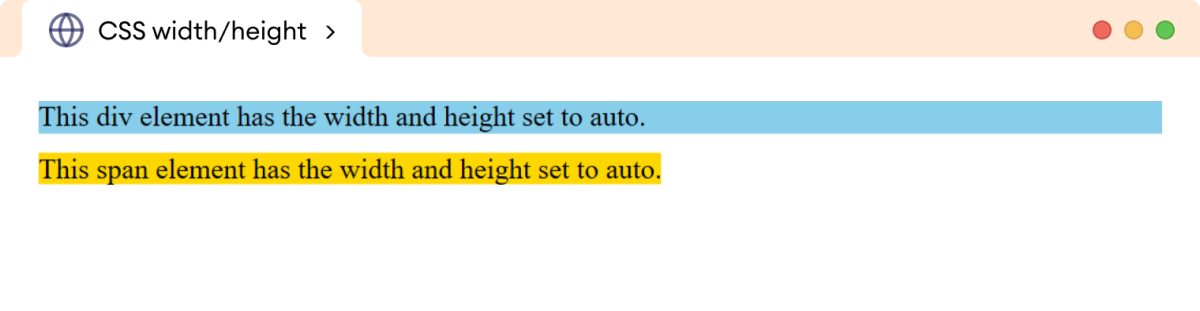 CSS width/height >
This div element has the width and height set to auto.
This span element has the width and height set to auto.